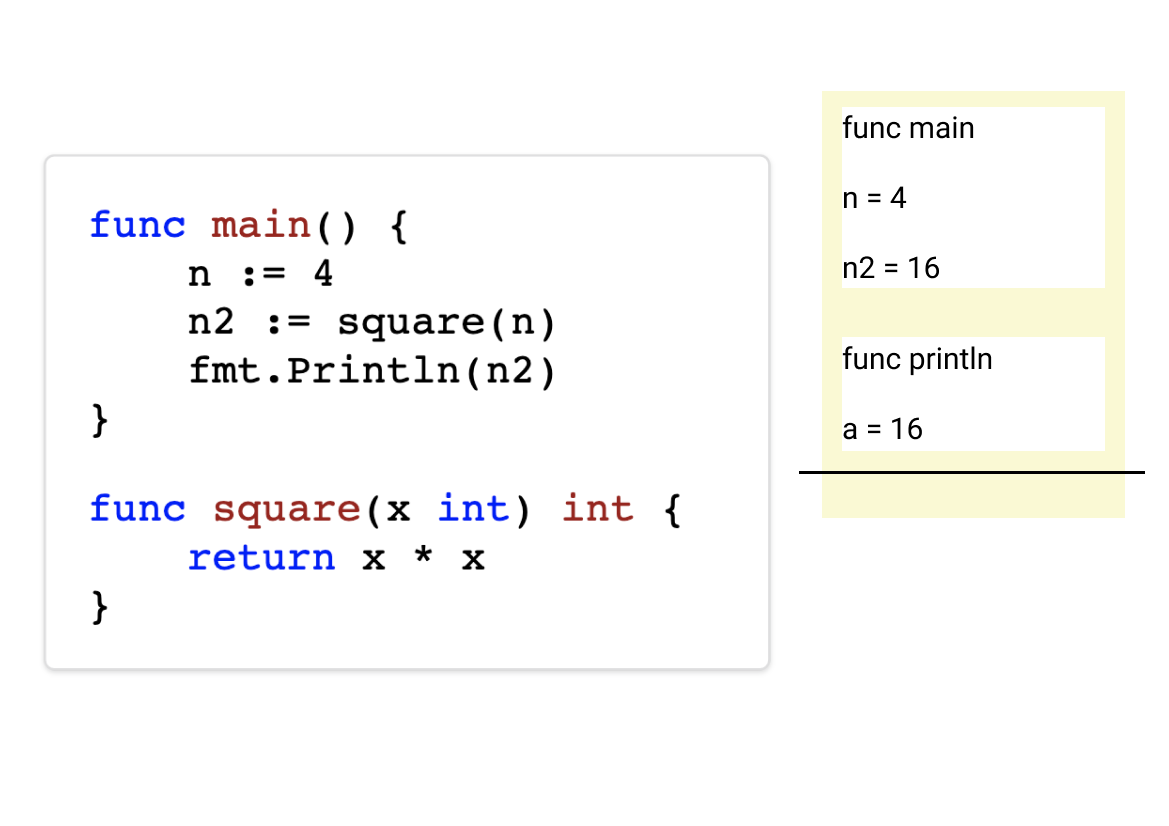 func main() {
    n := 4
    n2 := square(n)
    fmt.Println(n2)
}
func square(x int) int {
    return x * x
}
func main
n = 4
n2 = 16
func println
a = 16